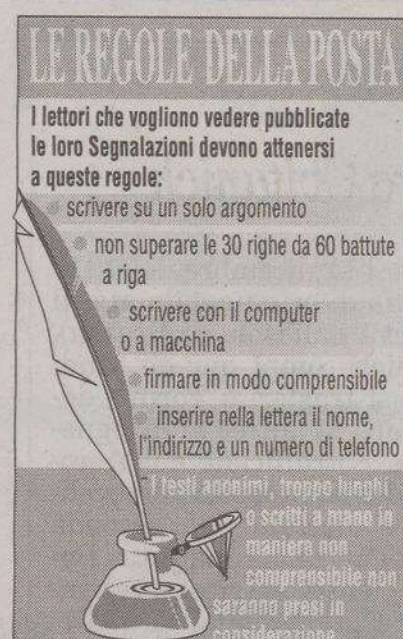 LE REGOLE DELLA POSTA
I lettori che vogliono vedere pubblicate
le loro Segnalazioni devono attenersi
a queste regole:
scrivere su un solo argomento
non superare le 30 righe da 60 battute
a riga
scrivere con il computer
o a macchina
firmare in modo comprensibile
inserire nella lettera il nome,
l'indirizzo e un numero di telefono
I testi anonimi, troppo lunghi
o scritti a mano in
maniera non
comprensibile non
saranno presi in
considerazione